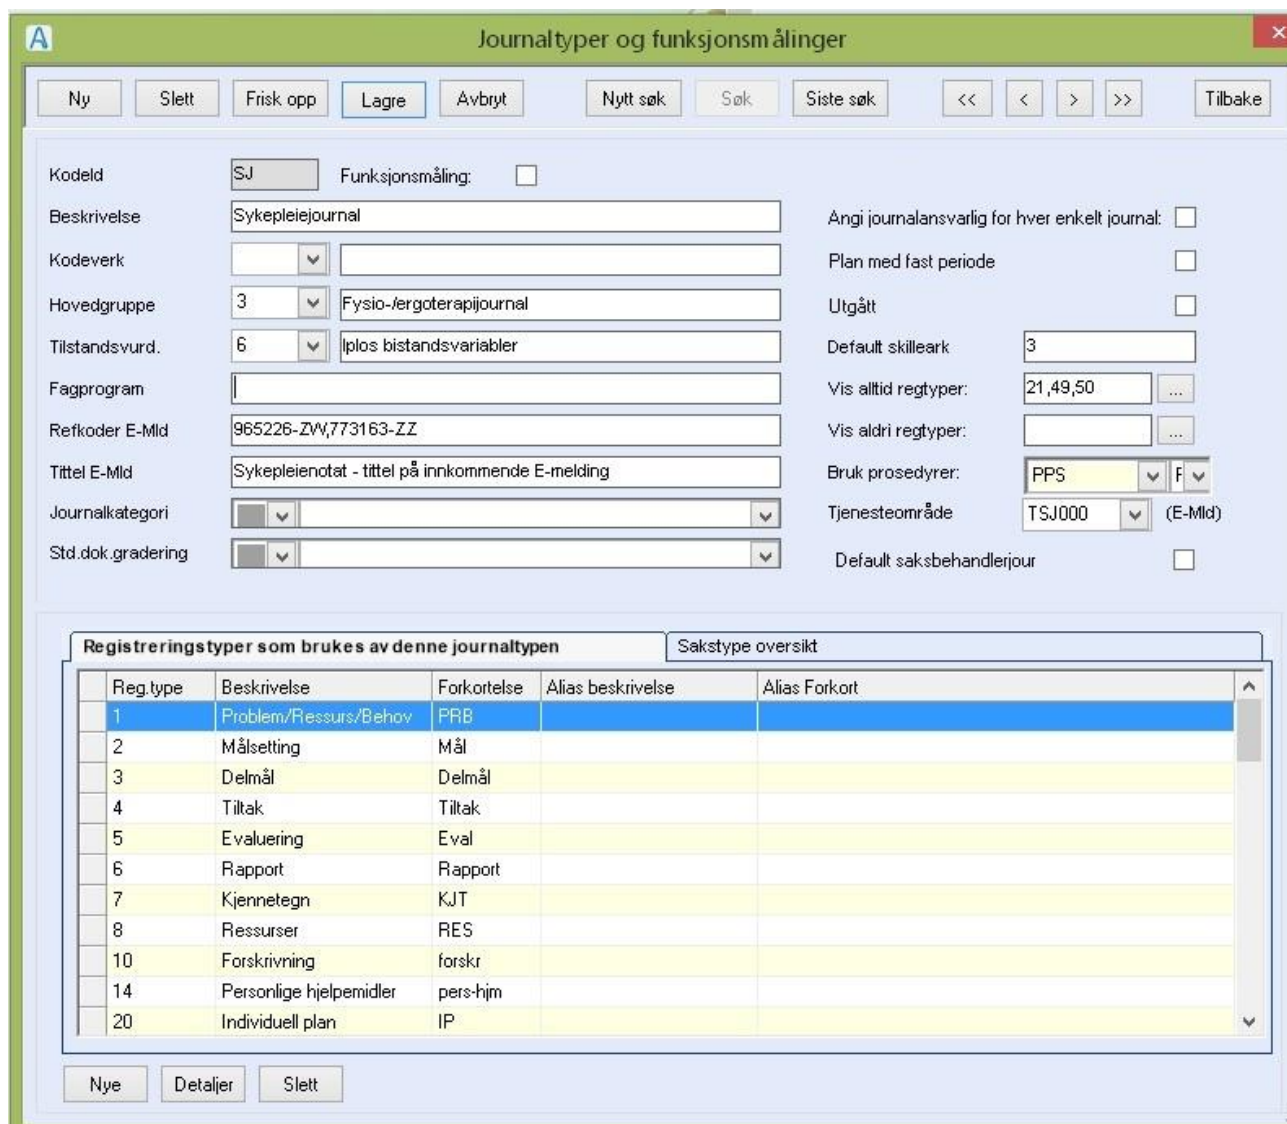 Journaltyper og funksjonsmålinger
Ny Slett Frisk opp Lagre Avbryt Nytt søk Søk Siste søk << < > >> Tilbake
KodeId SJ Funksjonsmåling:
Beskrivelse Sykepleiejournal Angi journalansvarlig for hver enkelt journal:
Kodeverk Plan med fast periode
Hovedgruppe 3 Fysio-/ergoterapijournal Utgått
Tilstandsvurd. 6 Iplos bistandsvariabler Default skilleark 3
Fagprogram Vis alltid regtyper: 21,49,50 ...
Refkoder E-Mld 965226-ZW,773163-ZZ Vis aldri regtyper: ...
Tittel E-Mld Sykepleienotat - tittel på innkommende E-melding Bruk prosedyrer: PPS F
Journalkategori Tjenesteområde TSJ000 (E-Mld)
Std.dok.gradering Default saksbehandlerjour
Registreringstyper som brukes av denne journaltypen Sakstype oversikt
Reg.type Beskrivelse Forkortelse Alias beskrivelse Alias Forkort
1 Problem/Ressurs/Behov PRB
2 Målsetting Mål
3 Delmål Delmål
4 Tiltak Tiltak
5 Evaluering Eval
6 Rapport Rapport
7 Kjennetegn KJT
8 Ressurser RES
10 Forskrivning forskr
14 Personlige hjelpemidler pers-hjm
20 Individuell plan IP
Nye Detaljer Slett